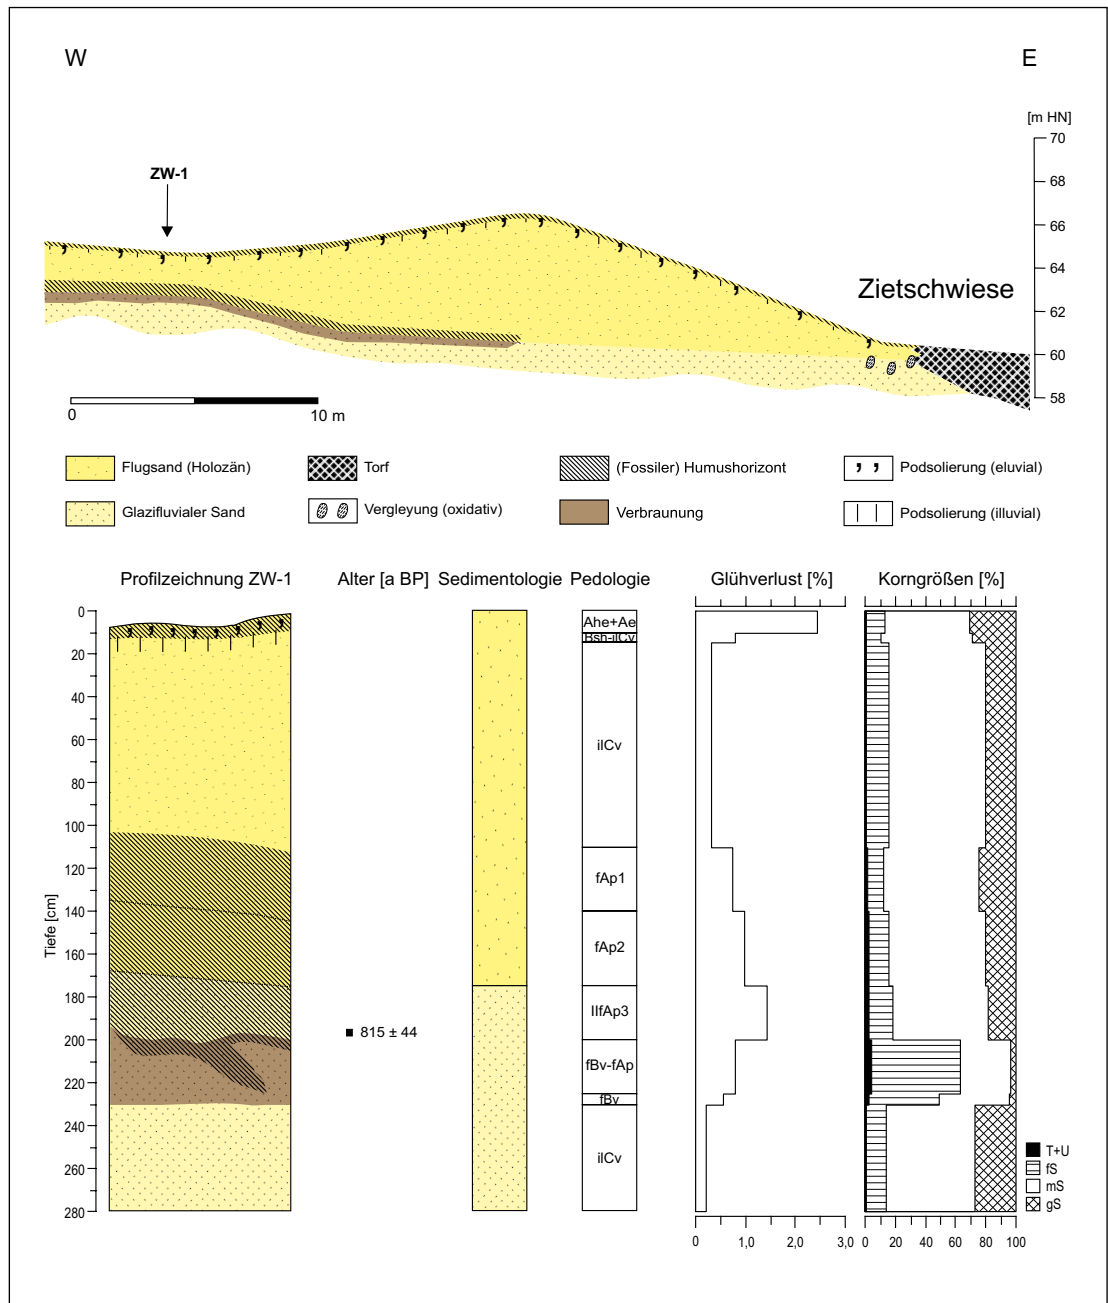 W
E
[m HN]
70
68
66
64
62
60
58
ZW-1
Zietschwiese
0
10 m
Flugsand (Holozän)
Torf
(Fossiler) Humushorizont
Podsolierung (eluvial)
Glazifluvialer Sand
Vergleyung (oxidativ)
Verbraunung
Podsolierung (illuvial)
Profilzeichnung ZW-1
Alter [a BP]
Sedimentologie
Pedologie
Glühverlust [%]
Korngrößen [%]
Tiefe [cm]
0
20
40
60
80
100
120
140
160
180
200
220
240
260
280
815 ± 44
Ahe+Ae
Bsh-ilCv
ilCv
fAp1
fAp2
IIfAp3
fBv-fAp
fBv
ilCv
T+U
fS
mS
gS
0 1,0 2,0 3,0
0 20 40 60 80 100